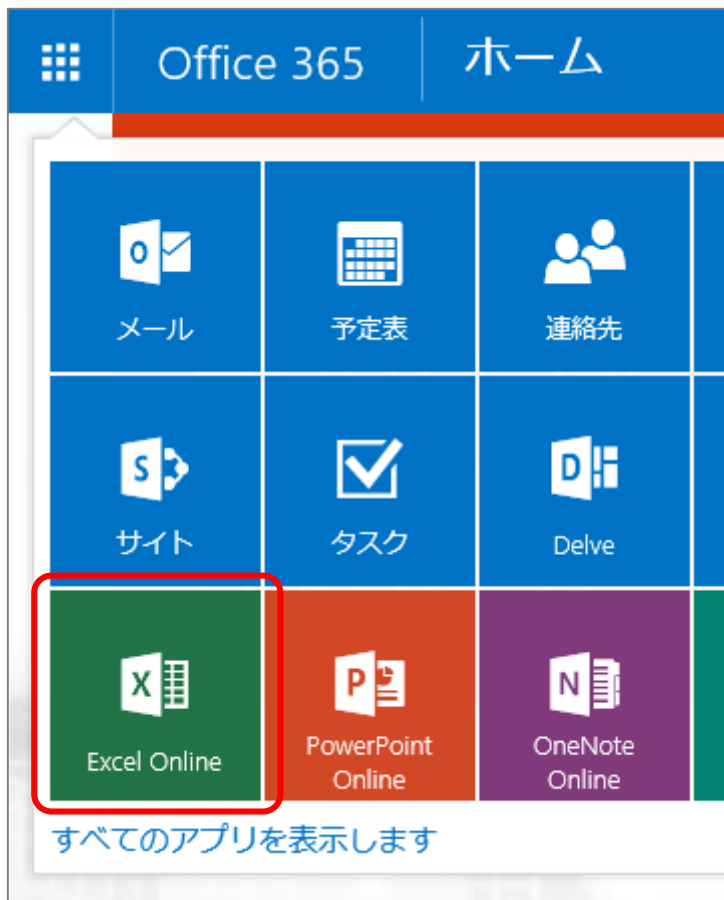 Office 365
ホーム
メール
予定表
連絡先
サイト
タスク
Delve
Excel Online
PowerPoint
Online
OneNote
Online
すべてのアプリを表示します